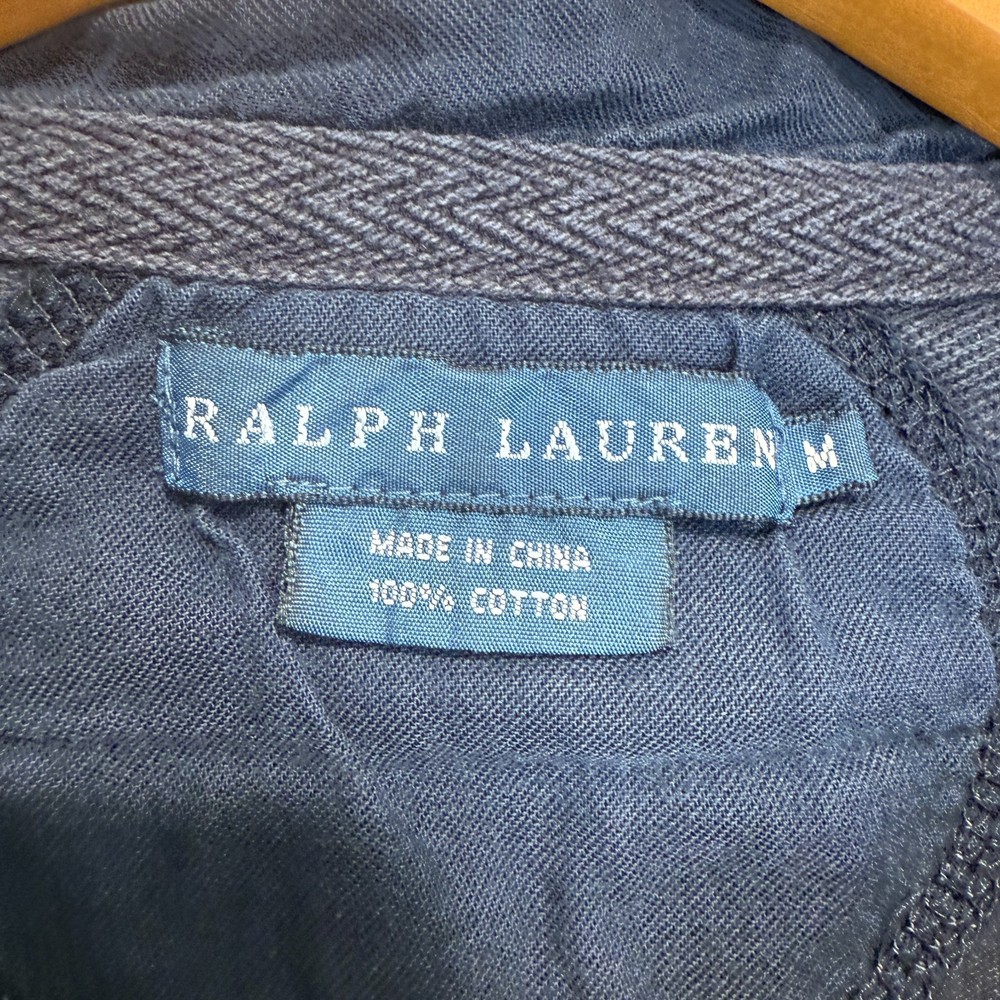 RALPH LAUREN M
MADE IN CHINA
100% COTTON